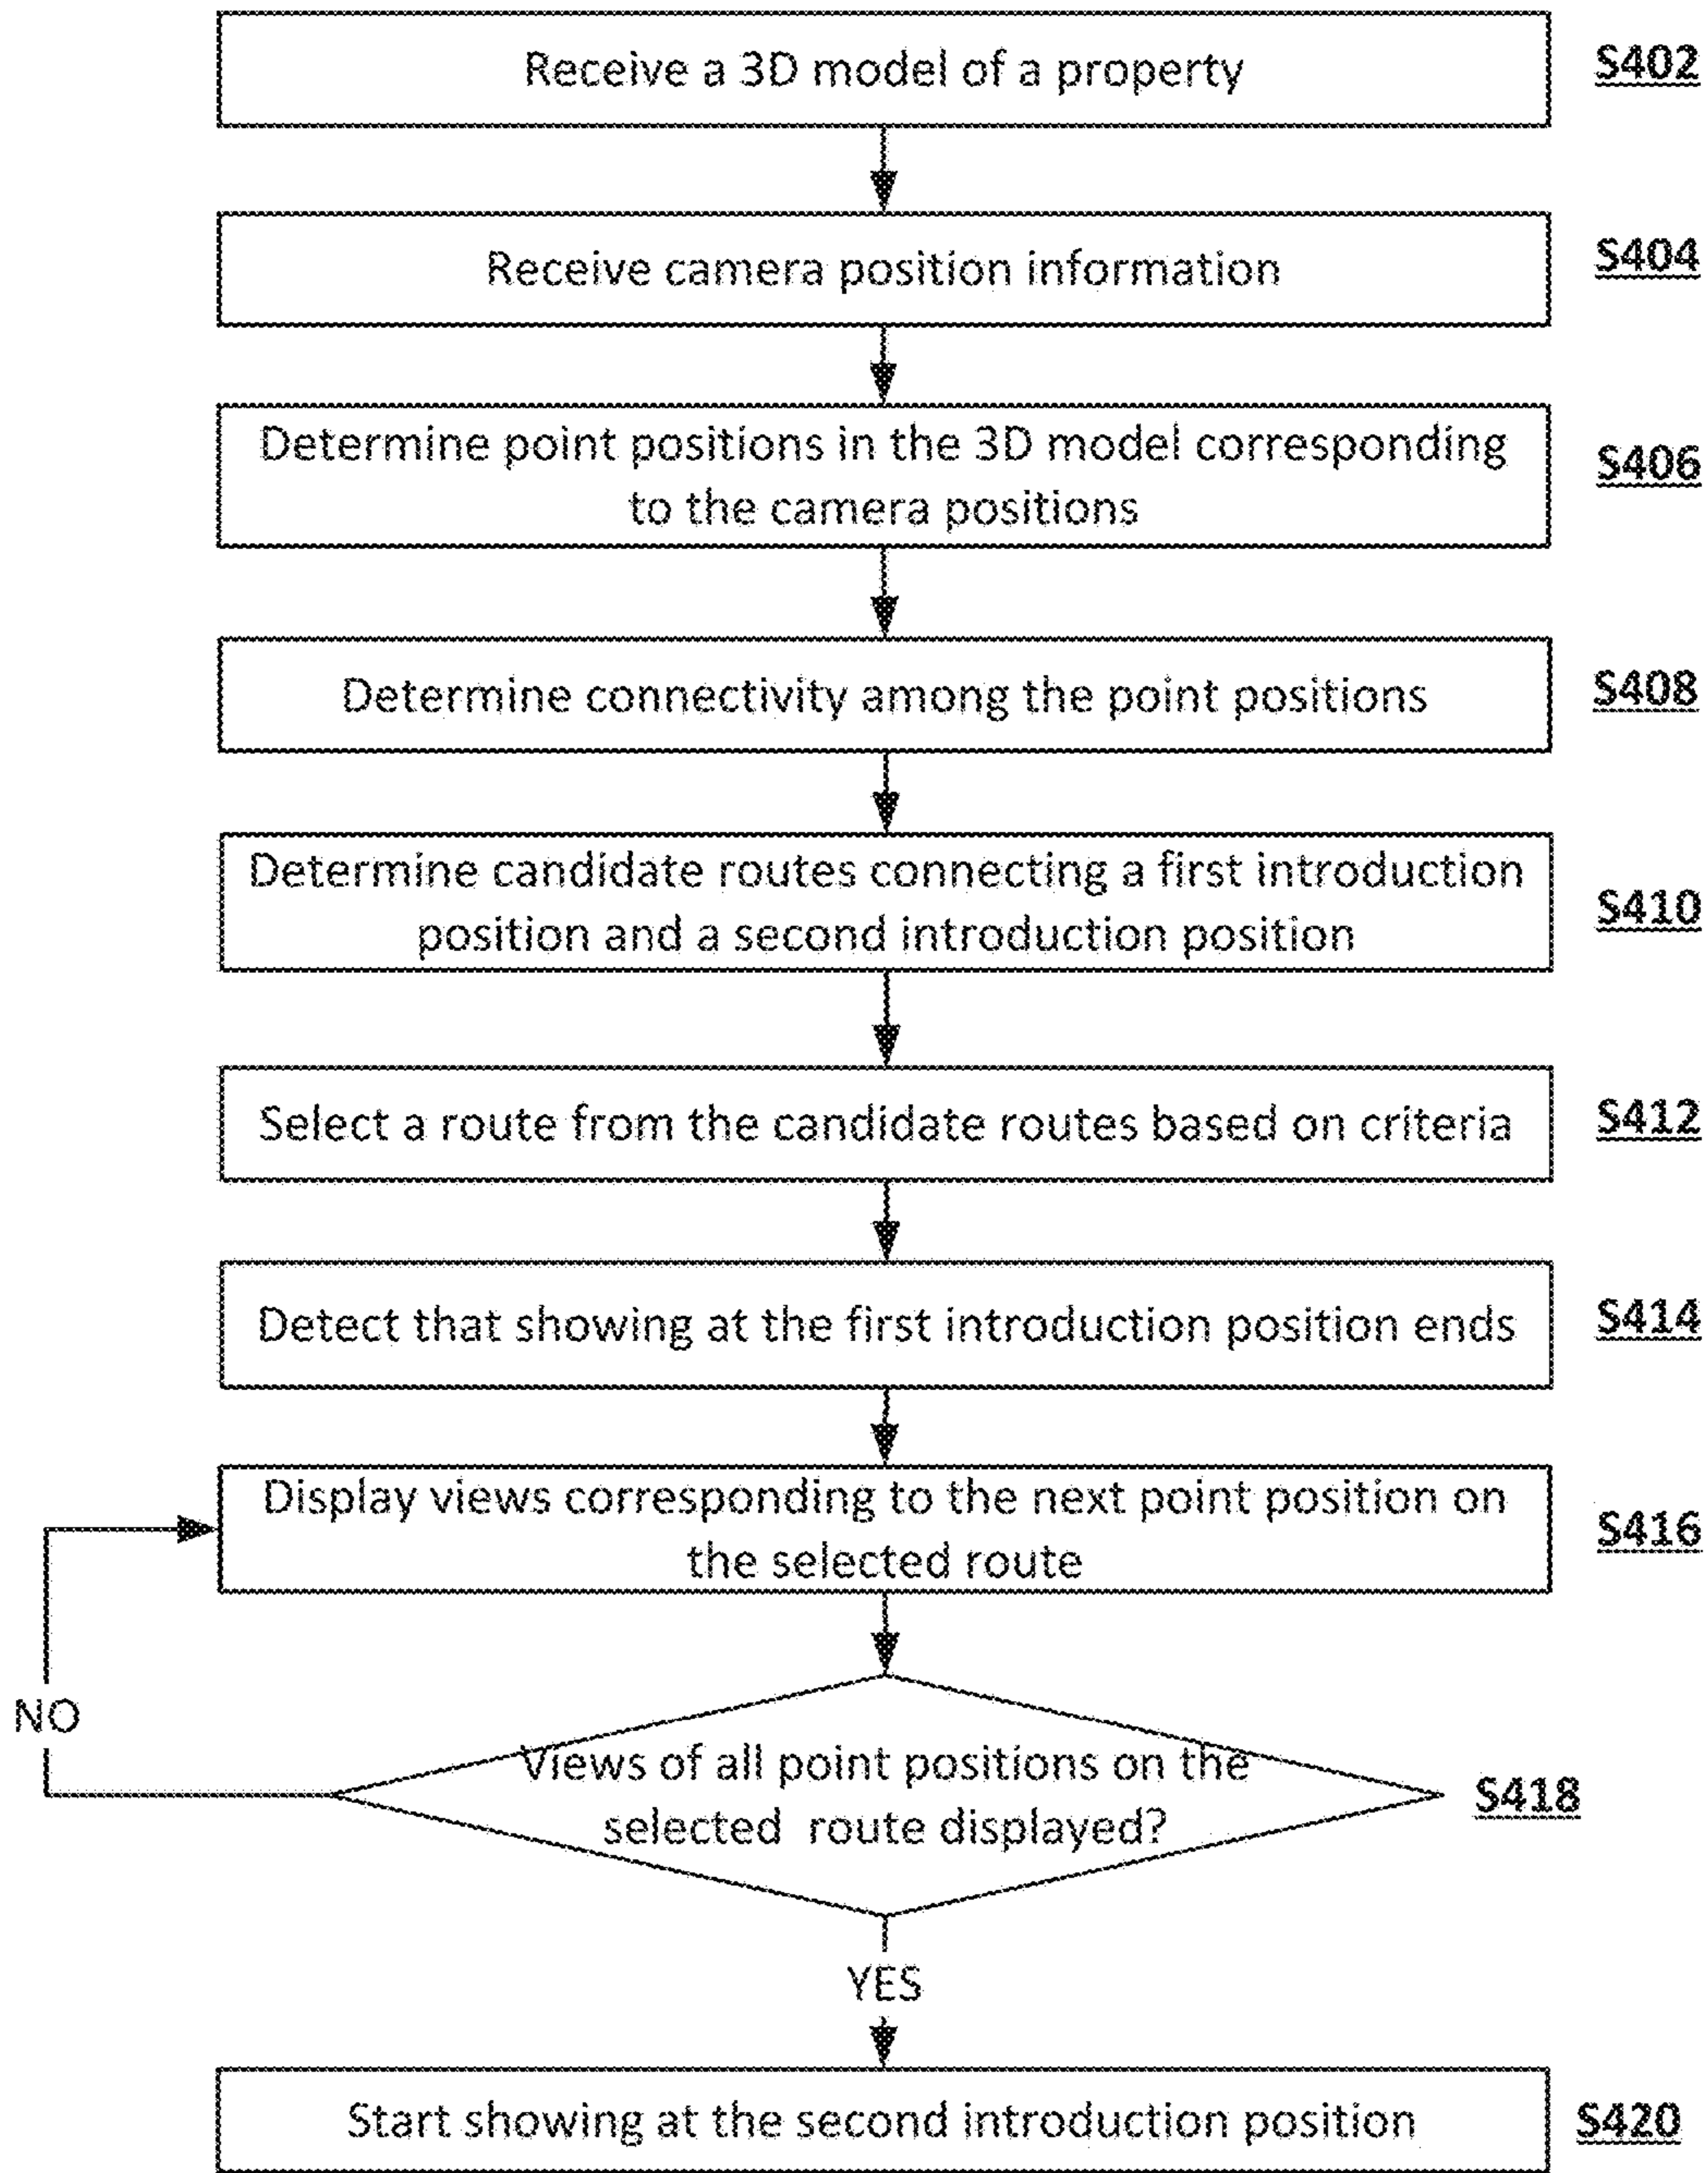 Receive a 3D model of a property
S402
Receive camera position information
S404
Determine point positions in the 3D model corresponding
to the camera positions
S406
Determine connectivity among the point positions
S408
Determine candidate routes connecting a first introduction
position and a second introduction position
S410
Select a route from the candidate routes based on criteria
S412
Detect that showing at the first introduction position ends
S414
Display views corresponding to the next point position on
the selected route
S416
NO
Views of all point positions on the
selected route displayed?
S418
YES
Start showing at the second introduction position
S420